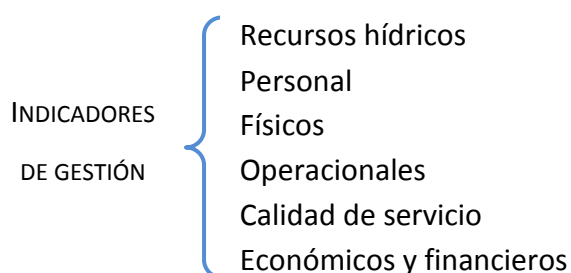 INDICADORES
DE GESTIÓN
Recursos hídricos
Personal
Físicos
Operacionales
Calidad de servicio
Económicos y financieros